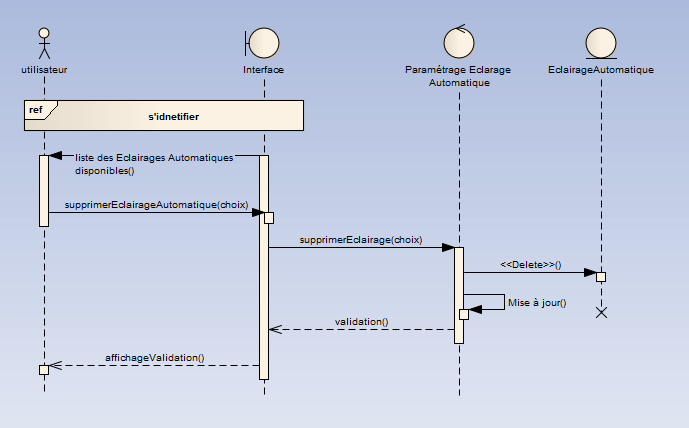 utilisateur
Interface
Paramétrage Eclarage
Automatique
EclairageAutomatique
ref
s'idnetifier
liste des Eclairages Automatiques
disponibles()
supprimerEclairageAutomatique(choix)
supprimerEclairage(choix)
<<Delete>>()
Mise à jour()
validation()
affichageValidation()